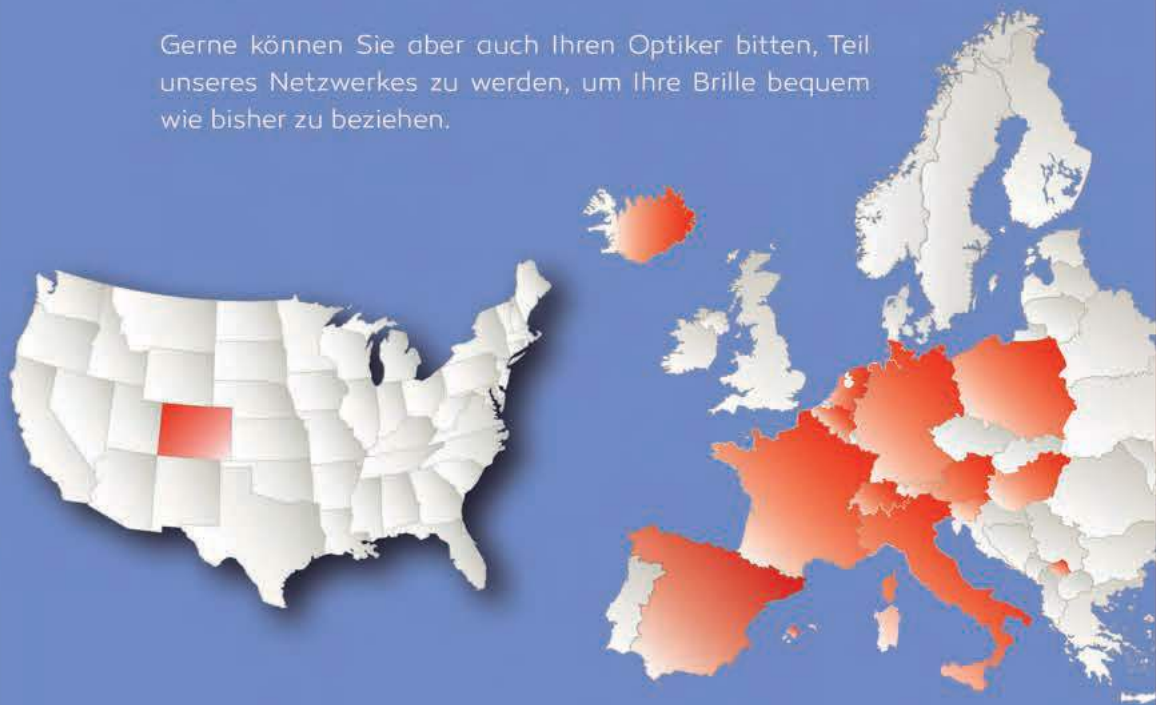 Gerne können Sie aber auch Ihren Optiker bitten, Teil
unseres Netzwerkes zu werden, um Ihre Brille bequem
wie bisher zu beziehen.